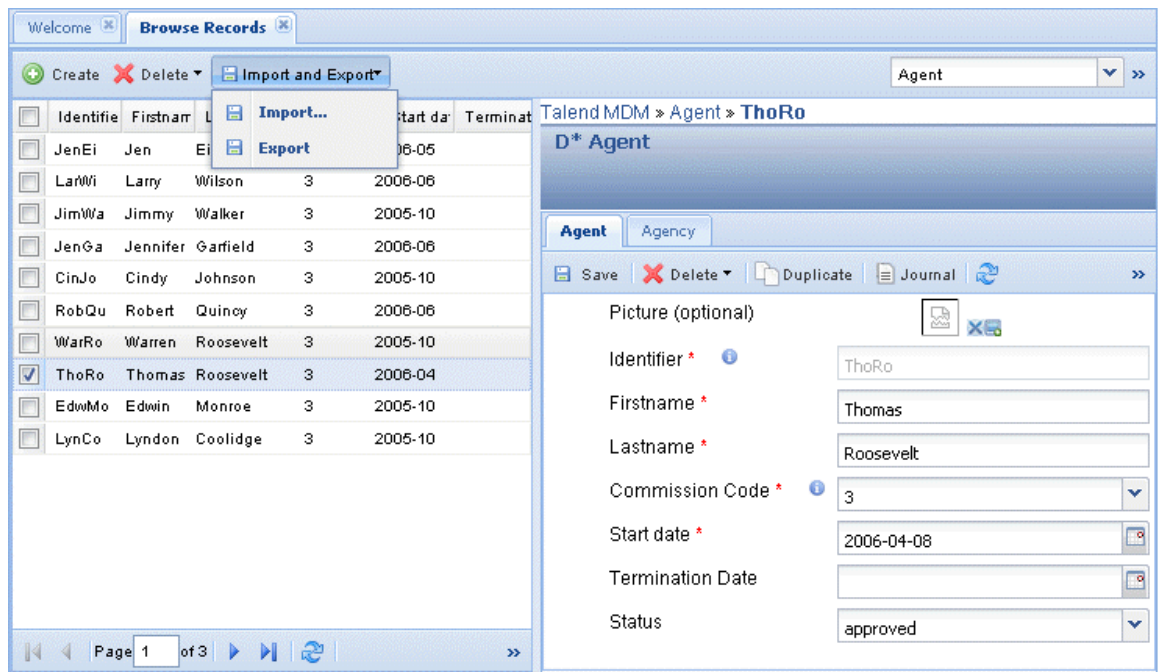 Welcome
Browse Records
Create Delete Import and Export
Agent
Import...
Export
Identifie Firstnam L Start da Terminat
JenEi Jen Ei 06-05
LarWi Larry Wilson 3 2006-06
JimWa Jimmy Walker 3 2005-10
JenGa Jennifer Garfield 3 2006-06
CinJo Cindy Johnson 3 2005-10
RobQu Robert Quincy 3 2006-06
WarRo Warren Roosevelt 3 2005-10
ThoRo Thomas Roosevelt 3 2006-04
EdwMo Edwin Monroe 3 2005-10
LynCo Lyndon Coolidge 3 2005-10
Page 1 of 3
Talend MDM » Agent » ThoRo
D* Agent
Agent Agency
Save Delete Duplicate Journal
Picture (optional)
Identifier * ThoRo
Firstname * Thomas
Lastname * Roosevelt
Commission Code * 3
Start date * 2006-04-08
Termination Date
Status approved